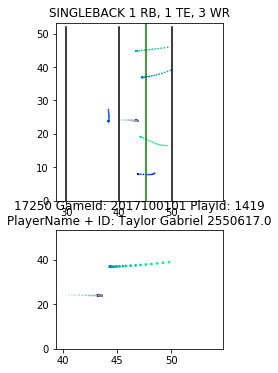 SINGLEBACK 1 RB, 1 TE, 3 WR
50
40
30
20
10
0
30 40 50
17250 GameId: 2017100101 PlayId: 1419
PlayerName + ID: Taylor Gabriel 2550617.0
40
20
0
40 45 50